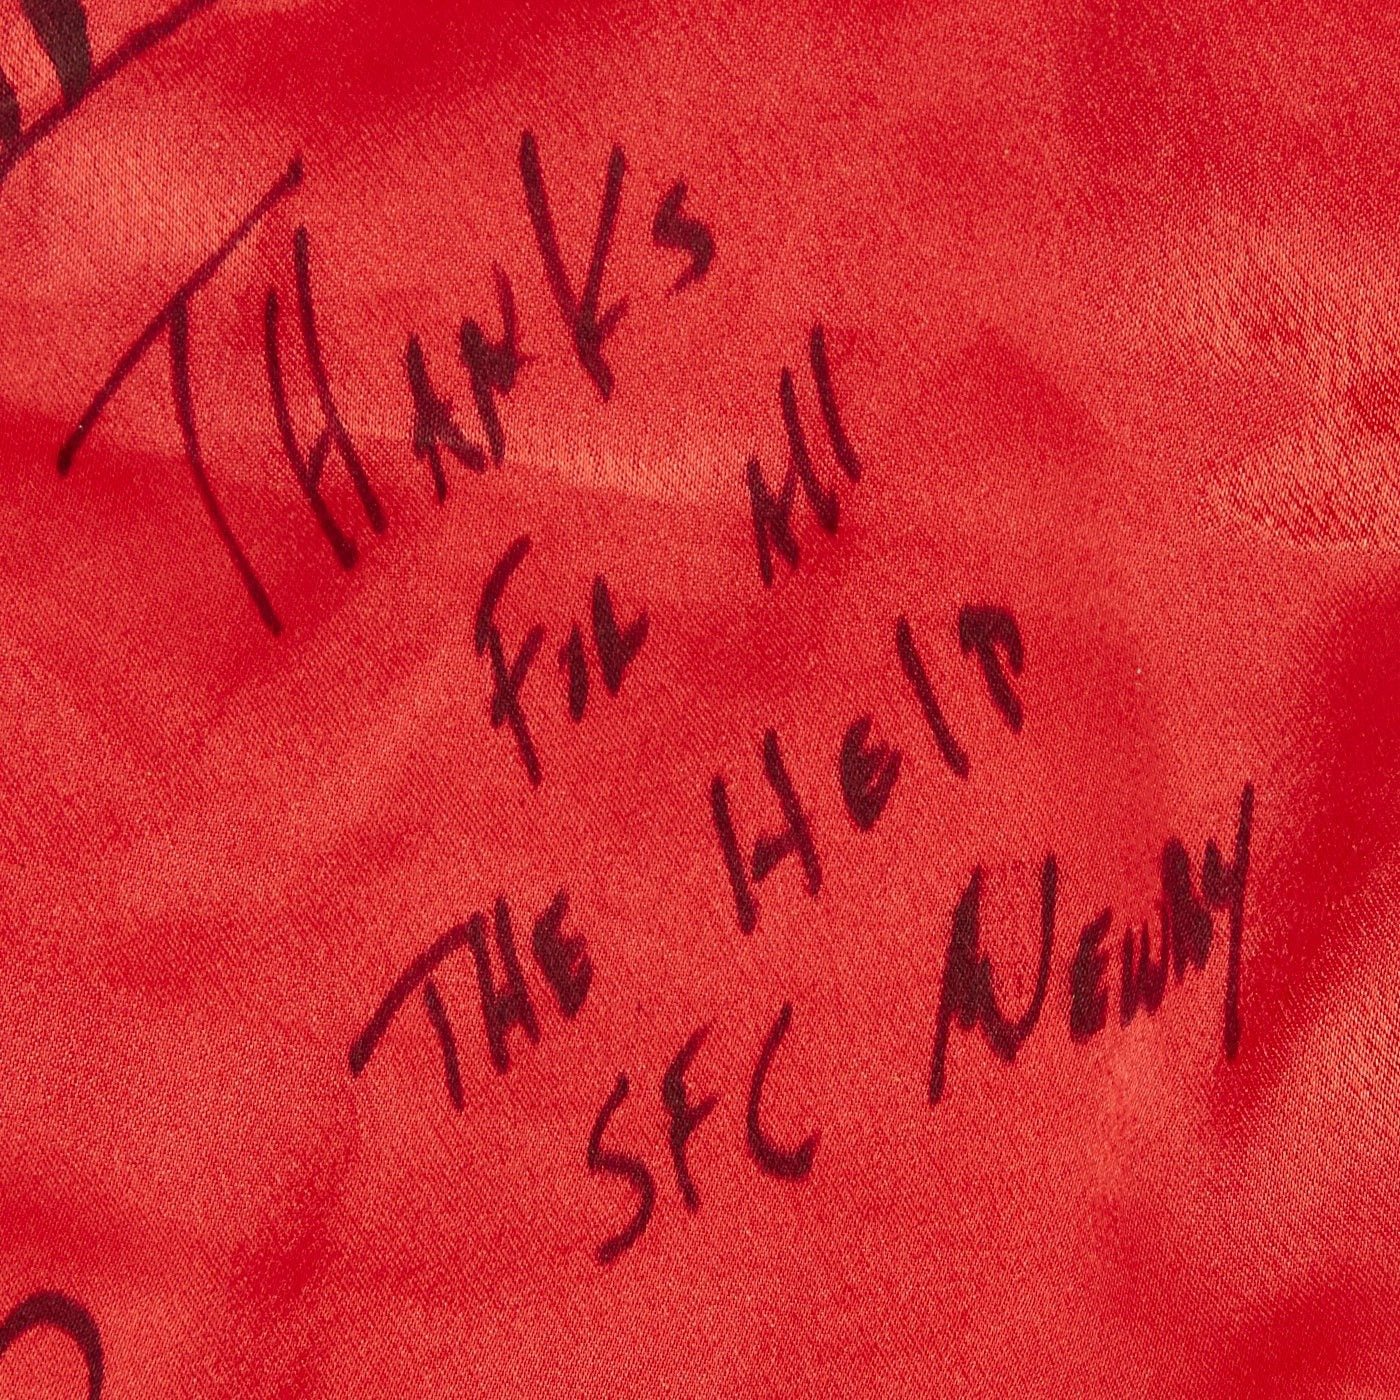 THANKS
FOR All
THE HElP
SFC NEWBY